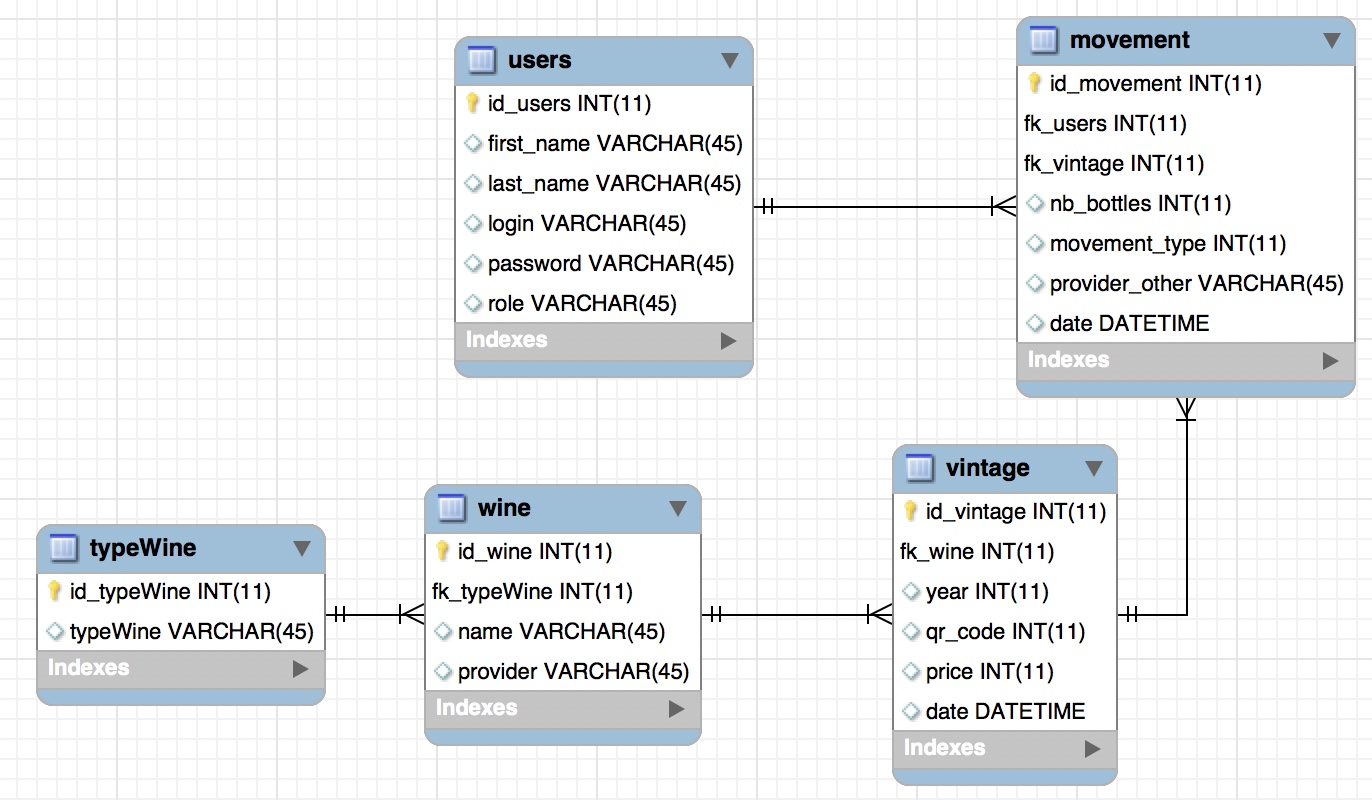 users
id_users INT(11)
first_name VARCHAR(45)
last_name VARCHAR(45)
login VARCHAR(45)
password VARCHAR(45)
role VARCHAR(45)
Indexes
movement
id_movement INT(11)
fk_users INT(11)
fk_vintage INT(11)
nb_bottles INT(11)
movement_type INT(11)
provider_other VARCHAR(45)
date DATETIME
Indexes
typeWine
id_typeWine INT(11)
typeWine VARCHAR(45)
Indexes
wine
id_wine INT(11)
fk_typeWine INT(11)
name VARCHAR(45)
provider VARCHAR(45)
Indexes
vintage
id_vintage INT(11)
fk_wine INT(11)
year INT(11)
qr_code INT(11)
price INT(11)
date DATETIME
Indexes